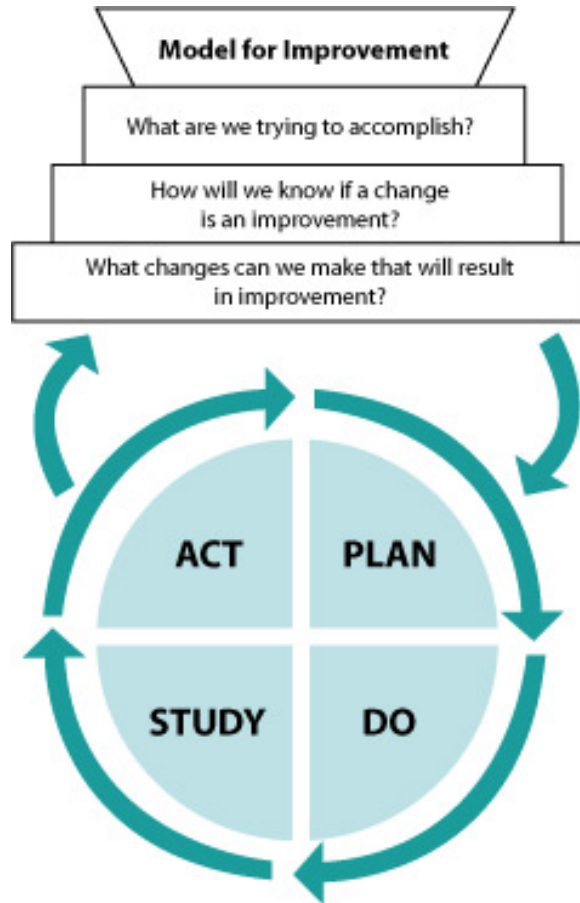 Model for Improvement
What are we trying to accomplish?
How will we know if a change
is an improvement?
What changes can we make that will result
in improvement?
ACT
PLAN
STUDY
DO